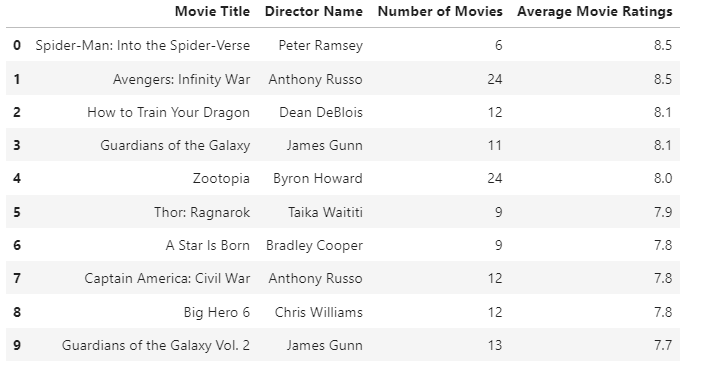 Movie Title Director Name Number of Movies Average Movie Ratings
0 Spider-Man: Into the Spider-Verse Peter Ramsey 6 8.5
1 Avengers: Infinity War Anthony Russo 24 8.5
2 How to Train Your Dragon Dean DeBlois 12 8.1
3 Guardians of the Galaxy James Gunn 11 8.1
4 Zootopia Byron Howard 24 8.0
5 Thor: Ragnarok Taika Waititi 9 7.9
6 A Star Is Born Bradley Cooper 9 7.8
7 Captain America: Civil War Anthony Russo 12 7.8
8 Big Hero 6 Chris Williams 12 7.8
9 Guardians of the Galaxy Vol. 2 James Gunn 13 7.7